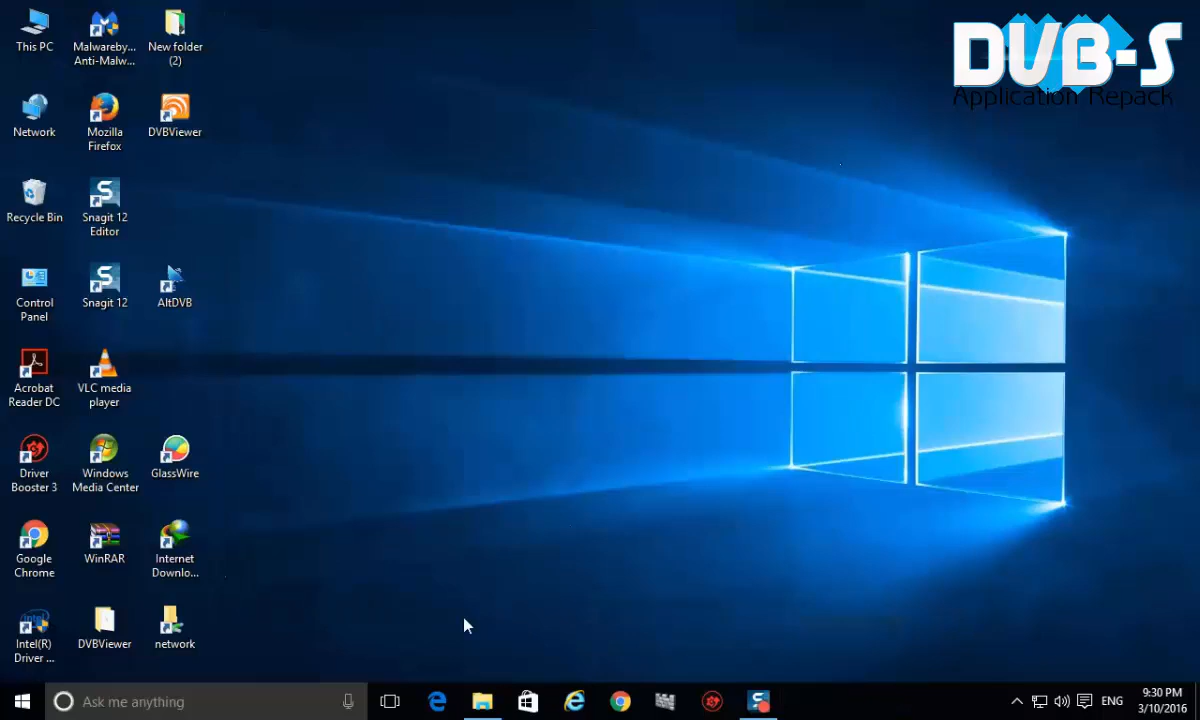 DVB-S
Application Repack
This PC
Malwareby...
Anti-Malw...
New folder
(2)
Network
Mozilla
Firefox
DVBViewer
Recycle Bin
Snagit 12
Editor
Control
Panel
Snagit 12
AltDVB
Acrobat
Reader DC
VLC media
player
Driver
Booster 3
Windows
Media Center
GlassWire
Google
Chrome
WinRAR
Internet
Downlo...
Intel(R)
Driver ...
DVBViewer
network
Ask me anything
ENG
9:30 PM
3/10/2016